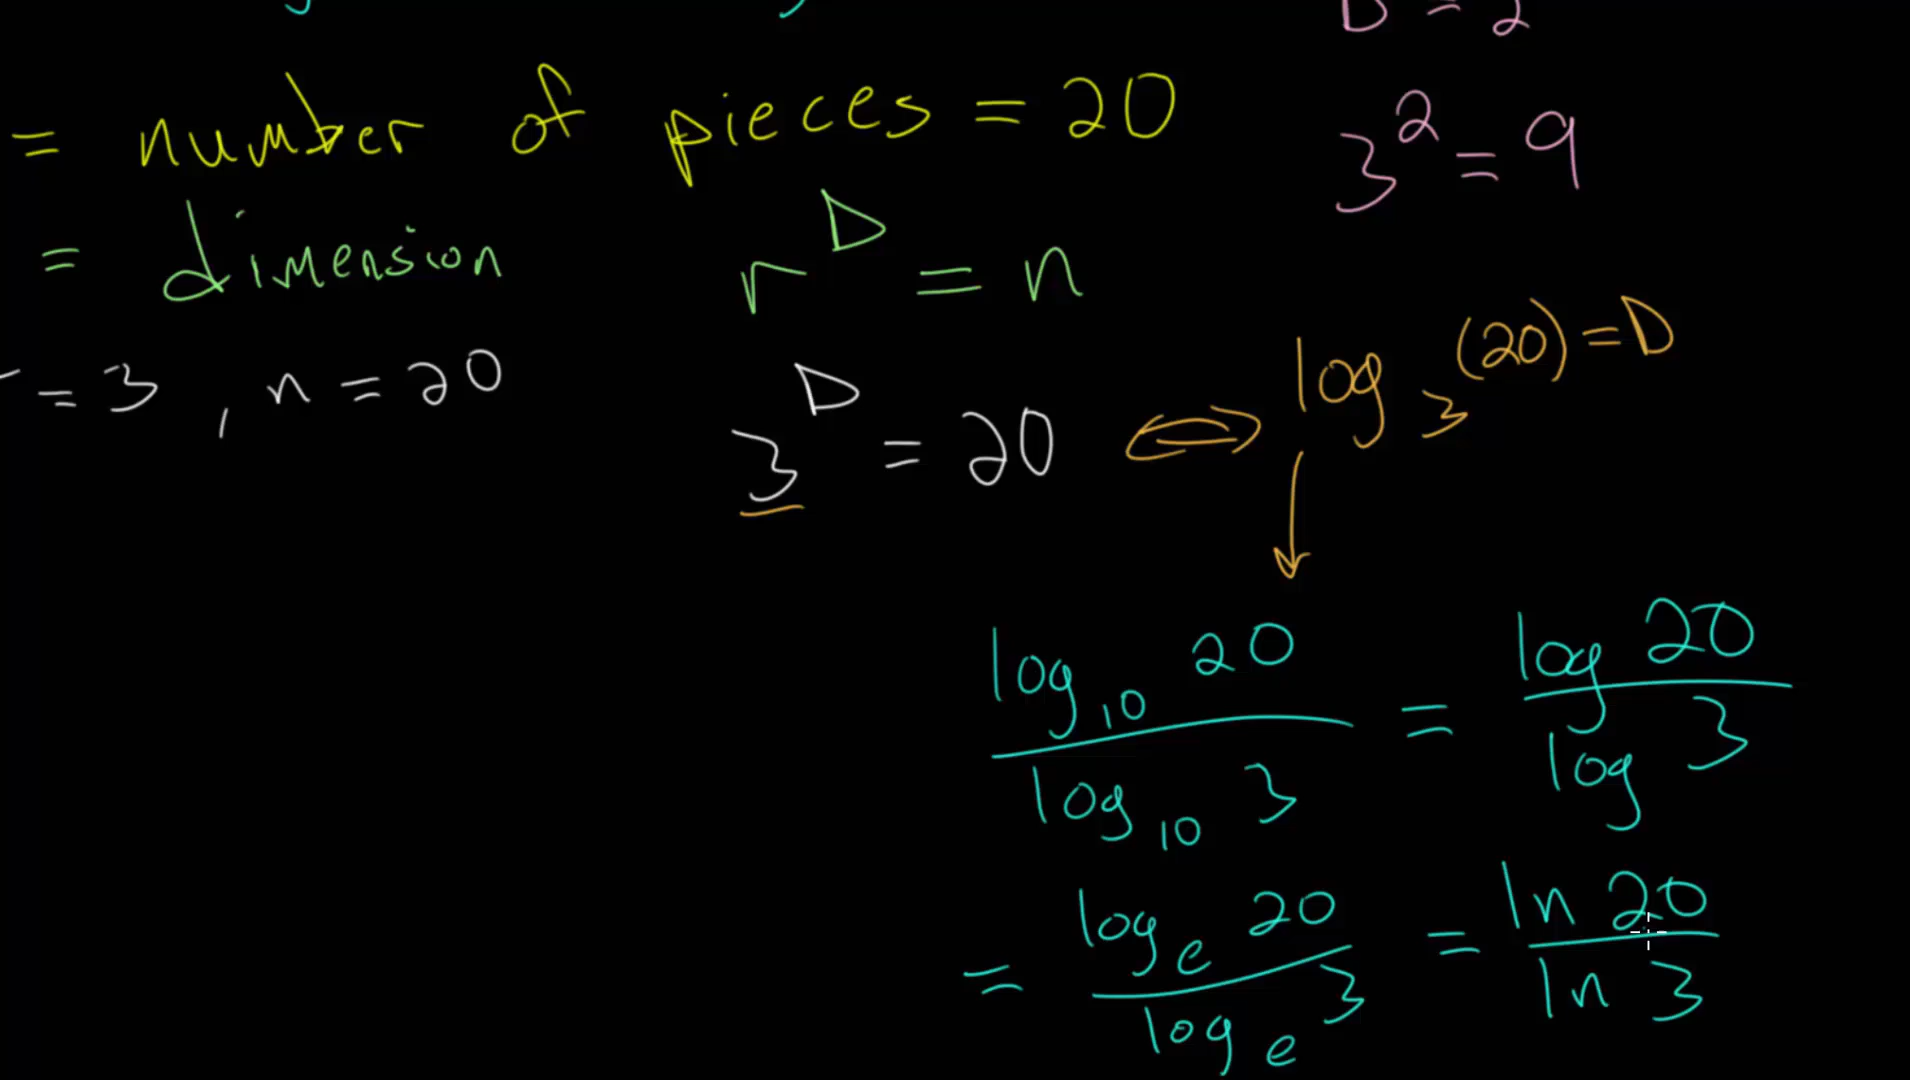 D = 2
= number of pieces = 20
3² = 9
= dimension
r^D = n
= 3, n = 20
3^D = 20 ⟺ log₃(20) = D
↓
log₁₀ 20 / log₁₀ 3 = log 20 / log 3
= logₑ 20 / logₑ 3 = ln 20 / ln 3